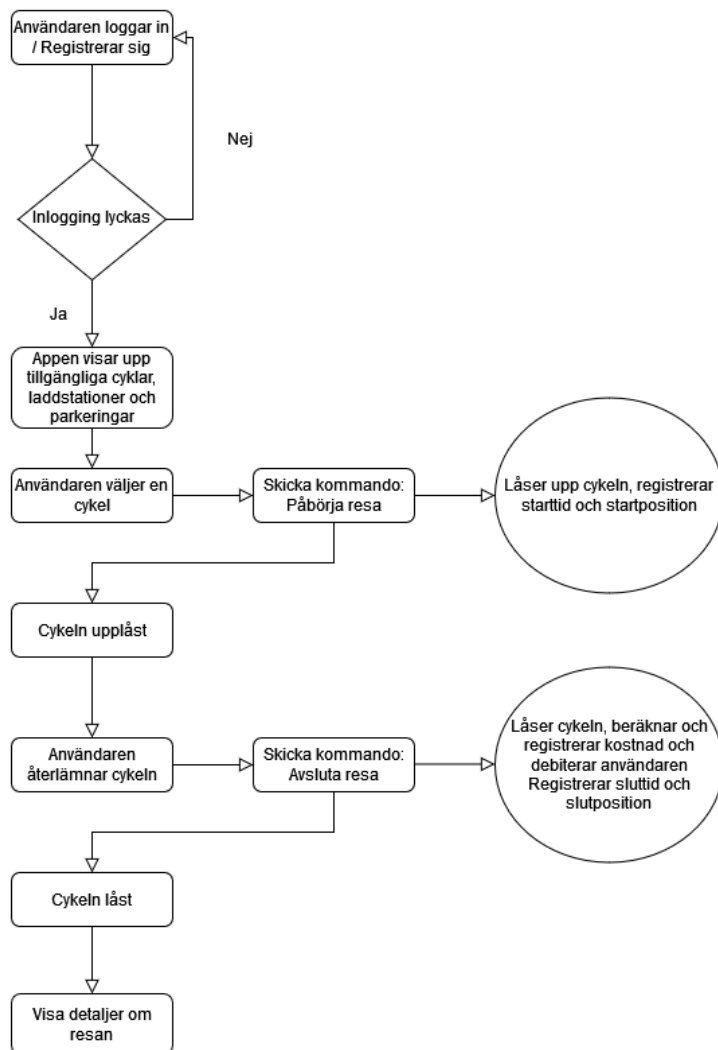 Användaren loggar in
/ Registrerar sig
Nej
Inlogging lyckas
Ja
Appen visar upp
tillgängliga cyklar,
laddstationer och
parkeringar
Användaren väljer en
cykel
Skicka kommando:
Påbörja resa
Låser upp cykeln, registrerar
starttid och startposition
Cykeln upplåst
Användaren
återlämnar cykeln
Skicka kommando:
Avsluta resa
Låser cykeln, beräknar och
registrerar kostnad och
debiterar användaren
Registrerar sluttid och
slutposition
Cykeln låst
Visa detaljer om
resan